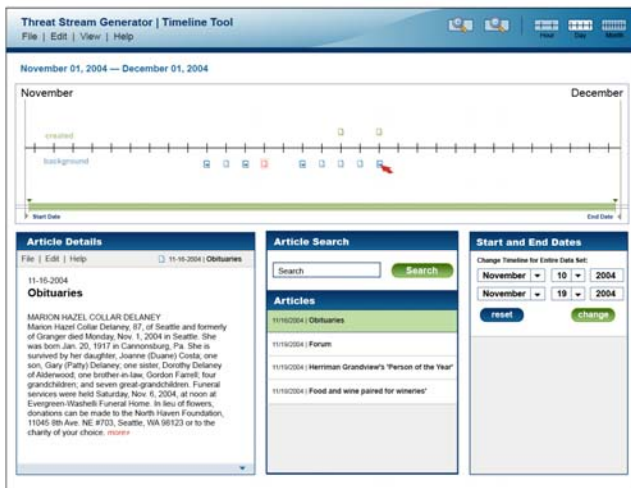 Threat Stream Generator | Timeline Tool
File | Edit | View | Help
Hour Day Month
November 01, 2004 — December 01, 2004
November December
created
background
Start Date End Date
Article Details
File | Edit | Help 11-16-2004 | Obituaries
11-16-2004
Obituaries
MARION HAZEL COLLAR DELANEY
Marion Hazel Collar Delaney, 87, of Seattle and formerly
of Granger died Monday, Nov. 1, 2004 in Seattle. She
was born Jan. 20, 1917 in Cannonsburg, Pa. She is
survived by her daughter, Joanne (Duane) Costa; one
son, Gary (Patty) Delaney; one sister, Dorothy Delaney
of Alderwood; one brother-in-law, Gordon Farrell; four
grandchildren; and seven great-grandchildren. Funeral
services were held Saturday, Nov. 6, 2004, at noon at
Evergreen-Washelli Funeral Home. In lieu of flowers,
donations can be made to the North Haven Foundation,
11045 8th Ave. NE #703, Seattle, WA 98123 or to the
charity of your choice. more»
Article Search
Search Search
Articles
11/16/2004 | Obituaries
11/19/2004 | Forum
11/19/2004 | Herriman Grandview's 'Person of the Year'
11/19/2004 | Food and wine paired for wineries'
Start and End Dates
Change Timeline for Entire Data Set:
November 10 2004
November 19 2004
reset change